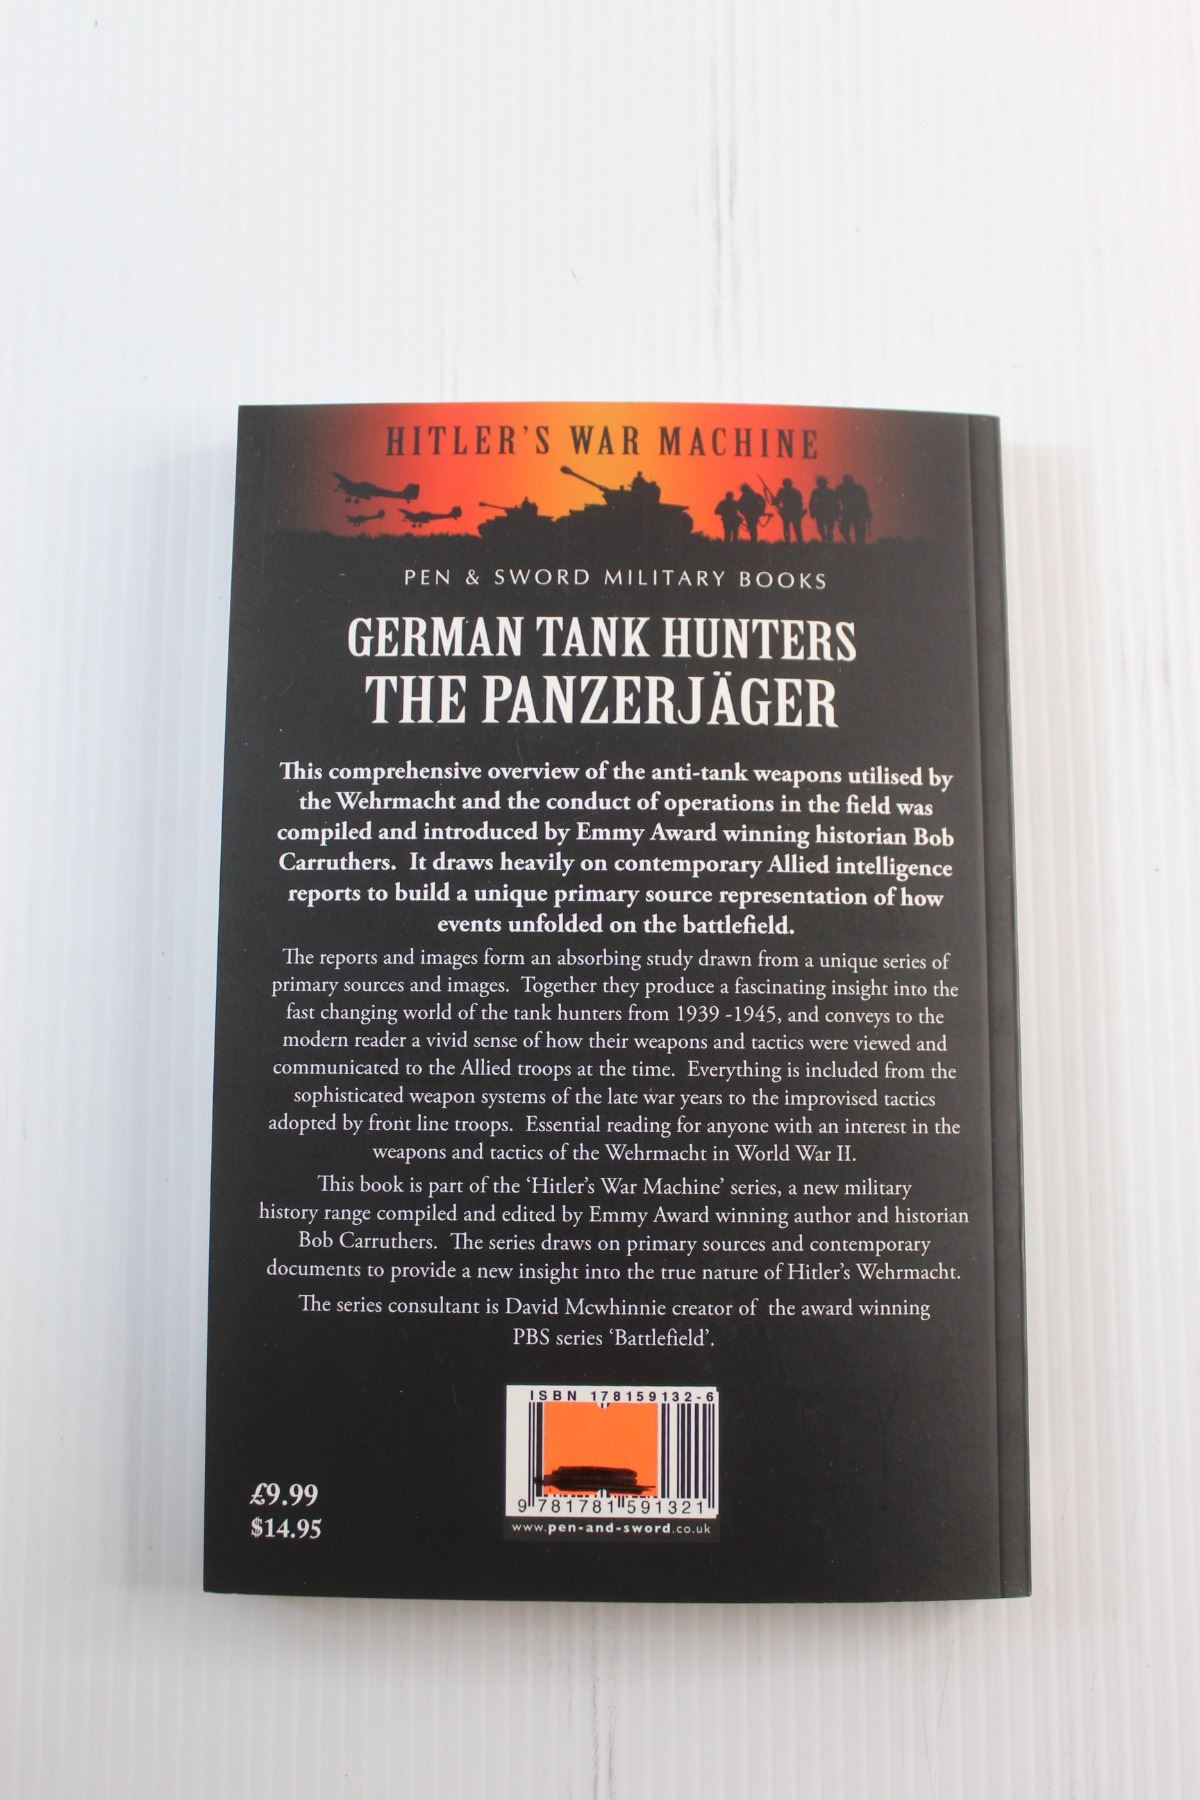 HITLER'S WAR MACHINE
PEN & SWORD MILITARY BOOKS
GERMAN TANK HUNTERS
THE PANZERJÄGER
This comprehensive overview of the anti-tank weapons utilised by
the Wehrmacht and the conduct of operations in the field was
compiled and introduced by Emmy Award winning historian Bob
Carruthers. It draws heavily on contemporary Allied intelligence
reports to build a unique primary source representation of how
events unfolded on the battlefield.
The reports and images form an absorbing study drawn from a unique series of
primary sources and images. Together they produce a fascinating insight into the
fast changing world of the tank hunters from 1939 -1945, and conveys to the
modern reader a vivid sense of how their weapons and tactics were viewed and
communicated to the Allied troops at the time. Everything is included from the
sophisticated weapon systems of the late war years to the improvised tactics
adopted by front line troops. Essential reading for anyone with an interest in the
weapons and tactics of the Wehrmacht in World War II.
This book is part of the ‘Hitler’s War Machine’ series, a new military
history range compiled and edited by Emmy Award winning author and historian
Bob Carruthers. The series draws on primary sources and contemporary
documents to provide a new insight into the true nature of Hitler’s Wehrmacht.
The series consultant is David Mcwhinnie creator of the award winning
PBS series ‘Battlefield’.
ISBN 178159132-6
9 781781 591321
www.pen-and-sword.co.uk
£9.99
$14.95